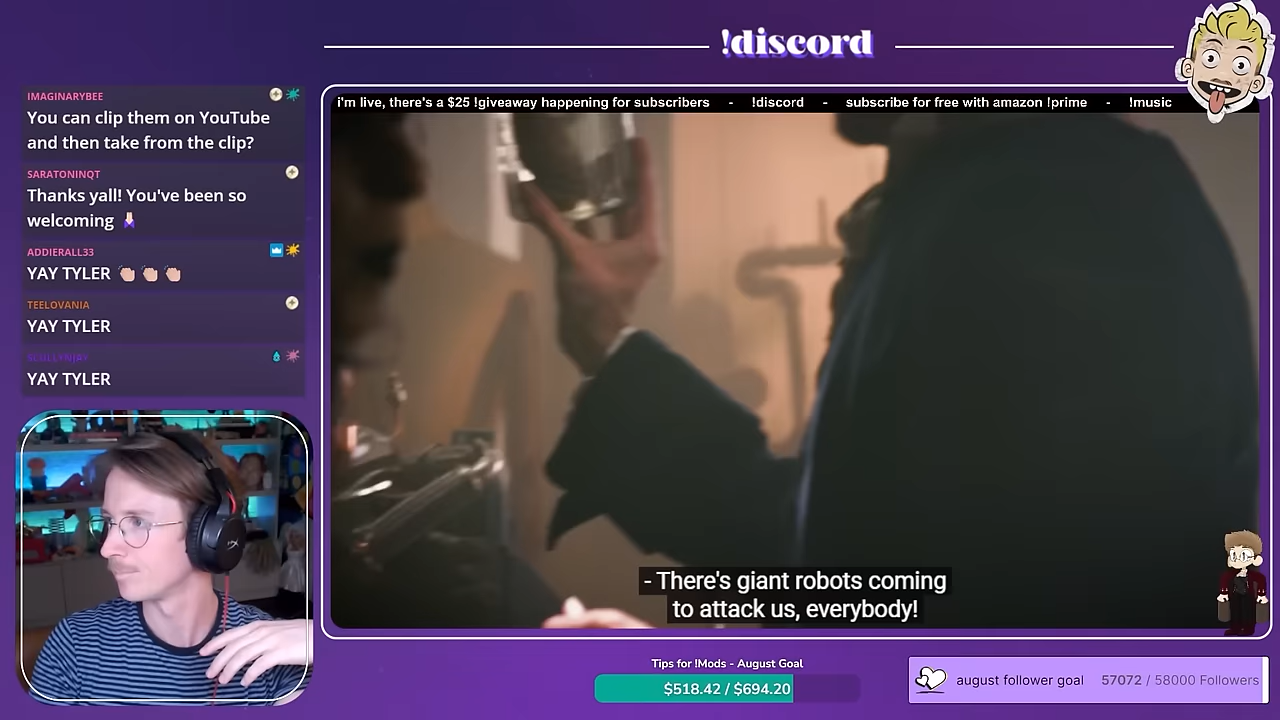 !discord
i'm live, there's a $25 !giveaway happening for subscribers - !discord - subscribe for free with amazon !prime - !music
IMAGINARYBEE
You can clip them on YouTube
and then take from the clip?
SARATONINQT
Thanks yall! You've been so
welcoming
ADDIERALL33
YAY TYLER
TEELOVANIA
YAY TYLER
YAY TYLER
- There's giant robots coming
to attack us, everybody!
Tips for !Mods - August Goal
$518.42 / $694.20
august follower goal 57072 / 58000 Followers